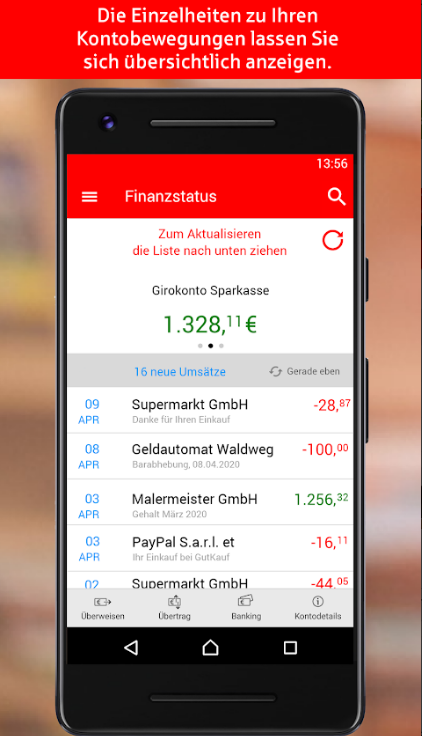 Die Einzelheiten zu Ihren
Kontobewegungen lassen Sie
sich übersichtlich anzeigen.
13:56
Finanzstatus
Zum Aktualisieren
die Liste nach unten ziehen
Girokonto Sparkasse
1.328,11 €
16 neue Umsätze Gerade eben
09 Supermarkt GmbH -28,87
APR Danke für Ihren Einkauf
08 Geldautomat Waldweg -100,00
APR Barabhebung, 08.04.2020
03 Malermeister GmbH 1.256,32
APR Gehalt März 2020
03 PayPal S.a.r.l. et -16,11
APR Ihr Einkauf bei GutKauf
02 Supermarkt GmbH -44,05
Überweisen Übertrag Banking Kontodetails